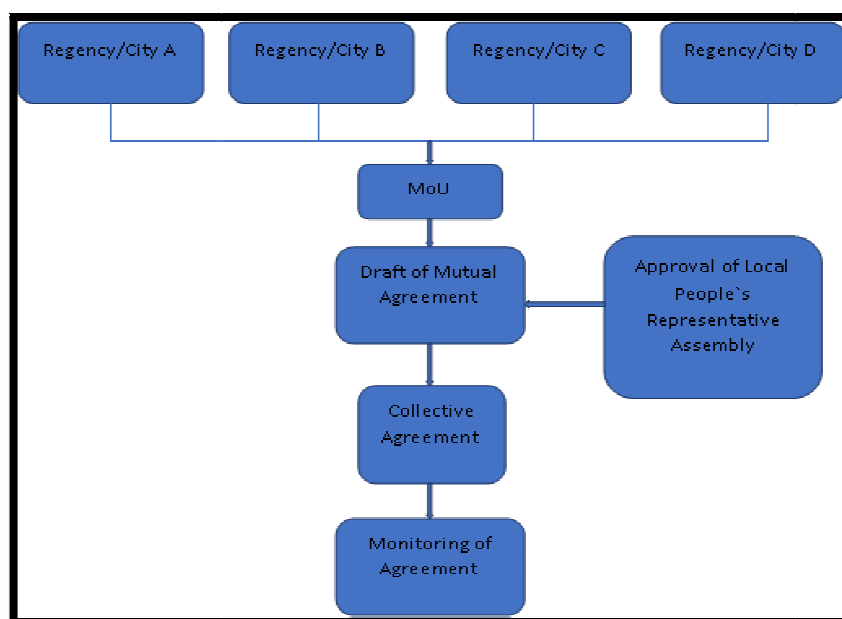 Regency/City A
Regency/City B
Regency/City C
Regency/City D
MoU
Draft of Mutual
Agreement
Approval of Local
People`s
Representative
Assembly
Collective
Agreement
Monitoring of
Agreement